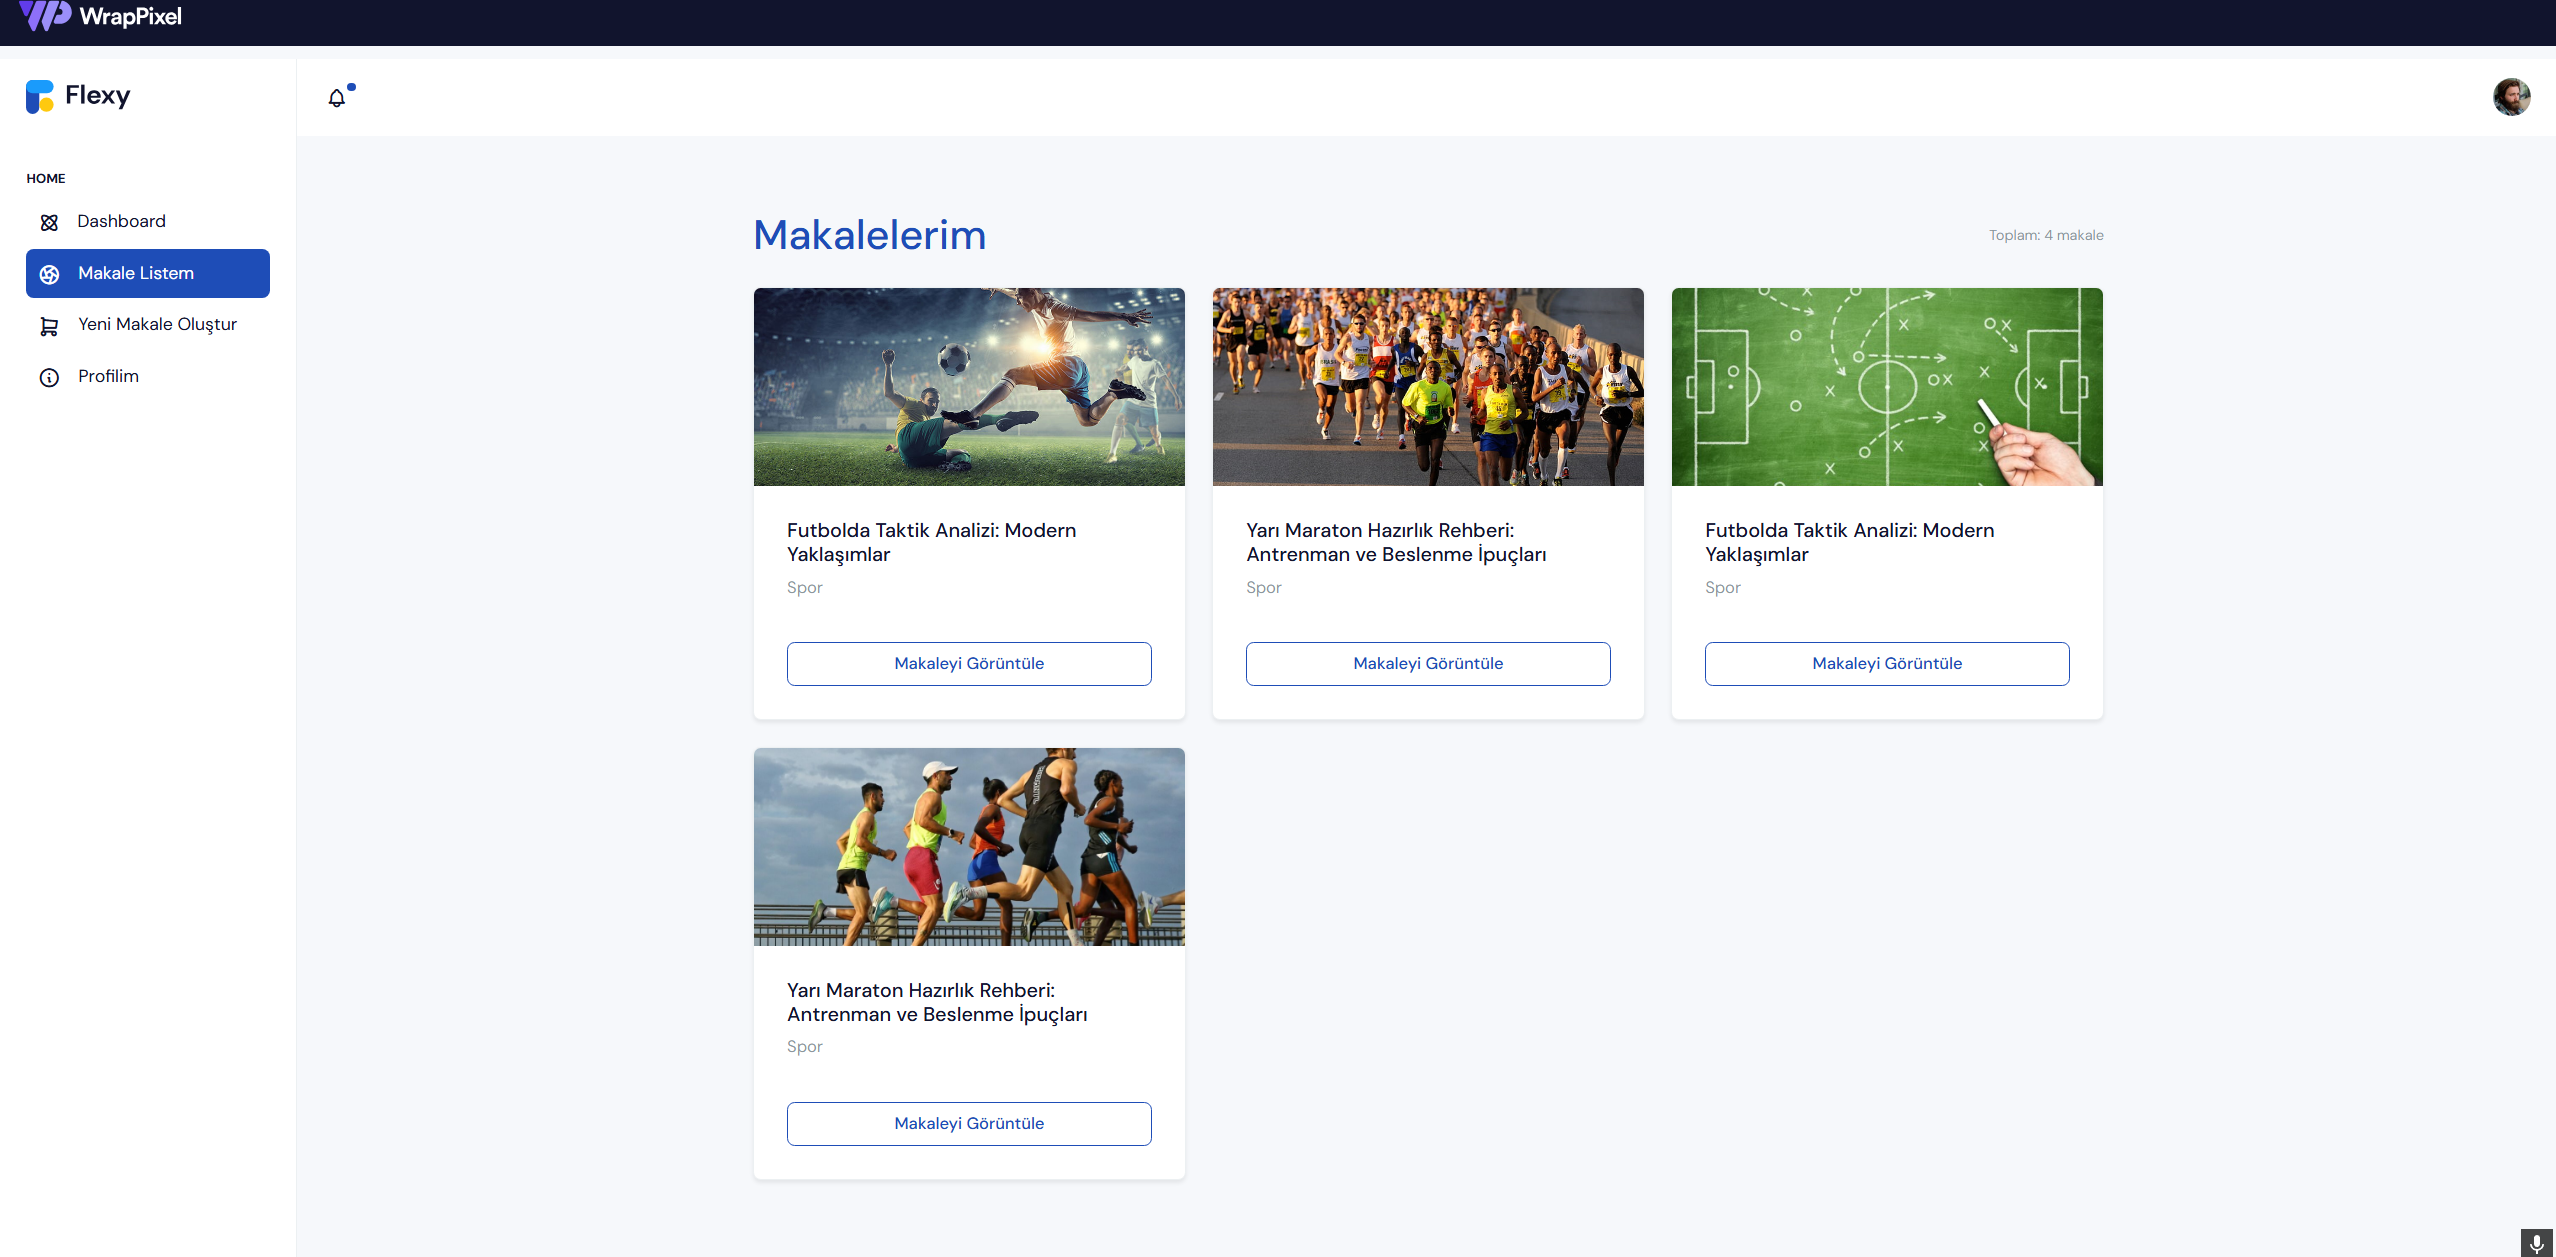 WrapPixel
Flexy
HOME
Dashboard
Makale Listem
Yeni Makale Oluştur
Profilim
Makalelerim
Toplam: 4 makale
Futbolda Taktik Analizi: Modern
Yaklaşımlar
Spor
Makaleyi Görüntüle
Yarı Maraton Hazırlık Rehberi:
Antrenman ve Beslenme İpuçları
Spor
Makaleyi Görüntüle
Futbolda Taktik Analizi: Modern
Yaklaşımlar
Spor
Makaleyi Görüntüle
Yarı Maraton Hazırlık Rehberi:
Antrenman ve Beslenme İpuçları
Spor
Makaleyi Görüntüle